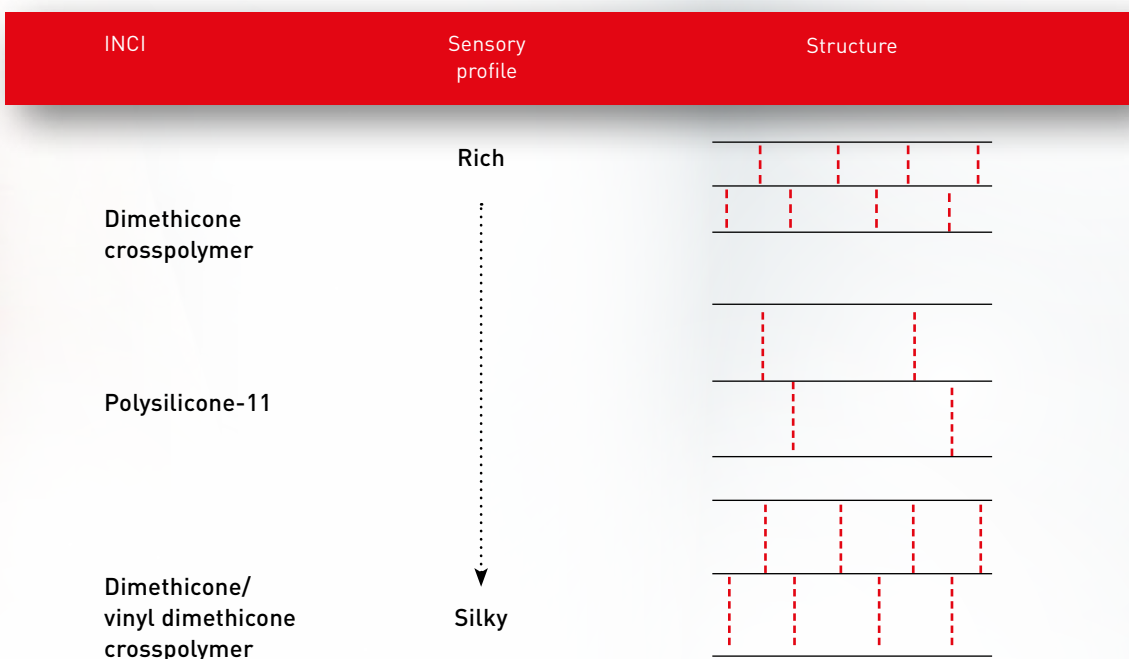 INCI
Sensory
profile
Structure
Rich
Dimethicone
crosspolymer
Polysilicone-11
Dimethicone/
vinyl dimethicone
crosspolymer
Silky